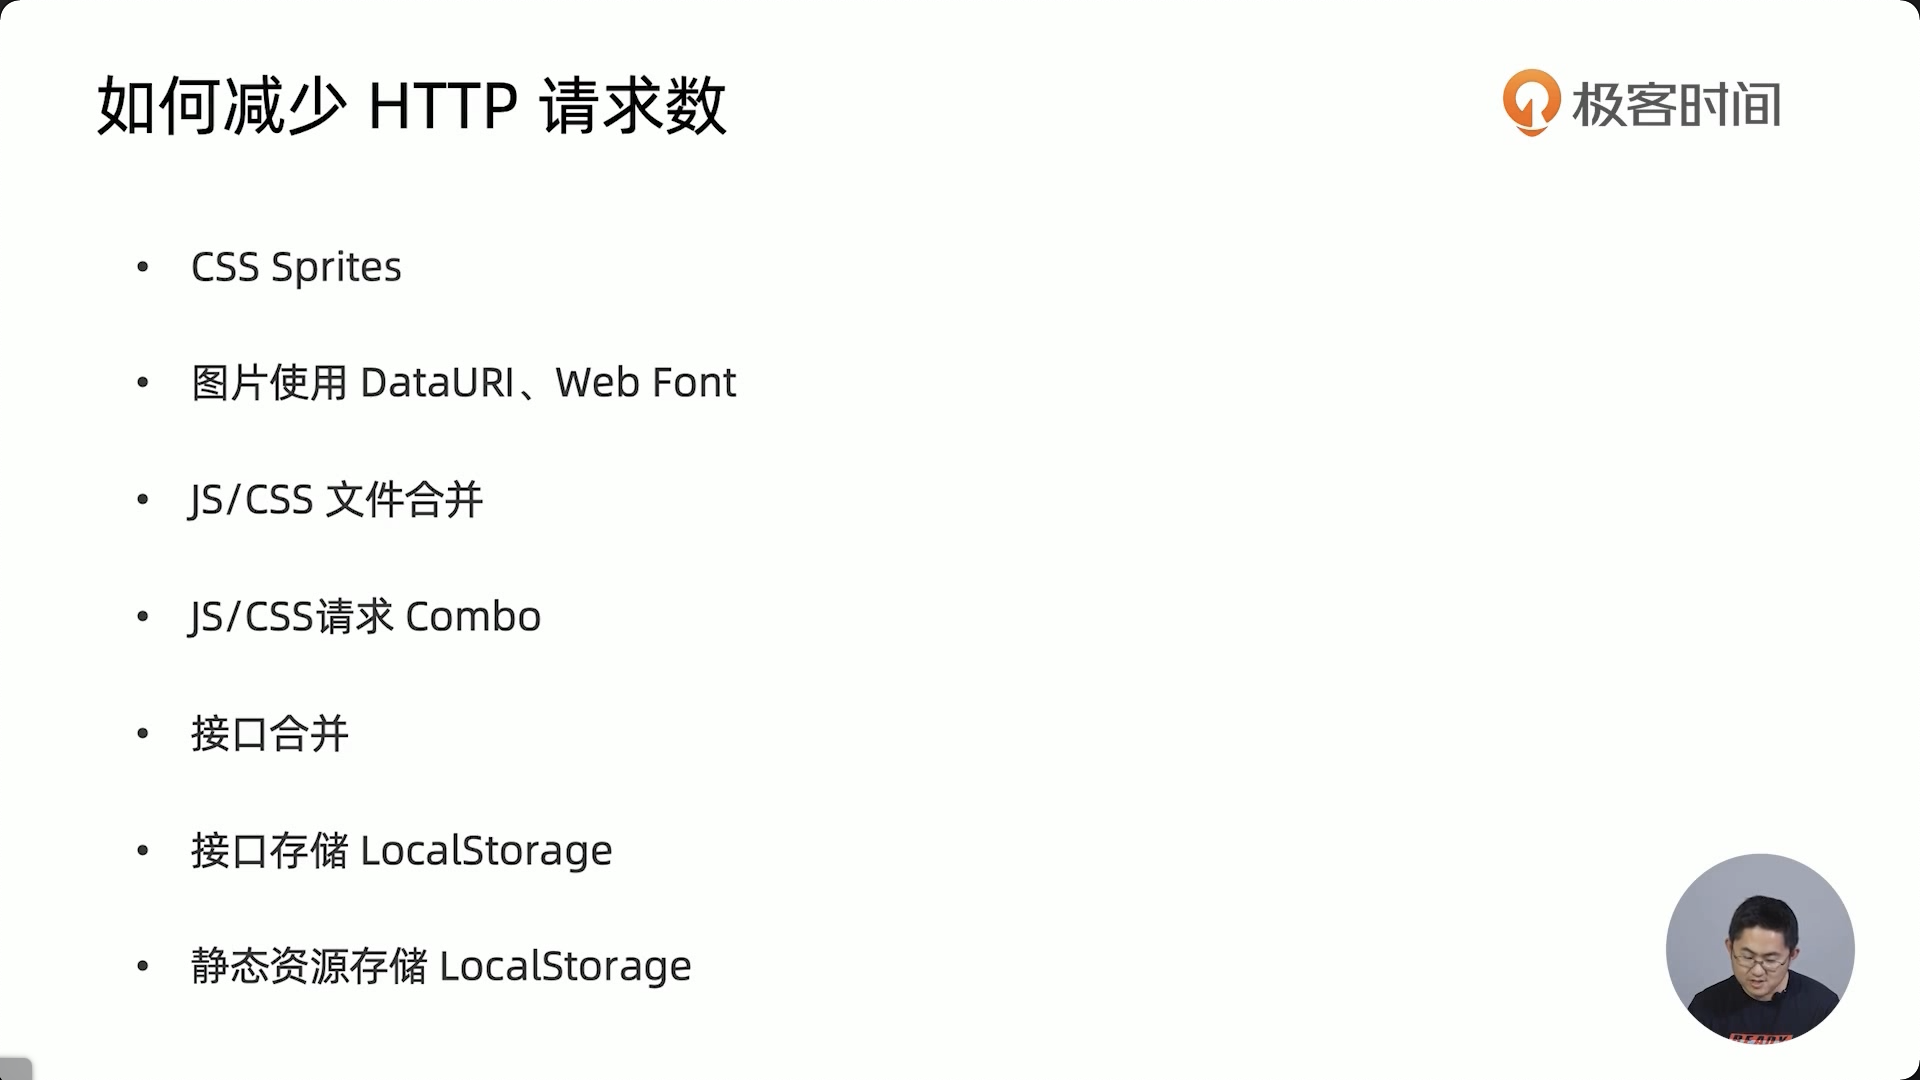 如何减少 HTTP 请求数
极客时间
CSS Sprites
图片使用 DataURI、Web Font
JS/CSS 文件合并
JS/CSS请求 Combo
接口合并
接口存储 LocalStorage
静态资源存储 LocalStorage
READY